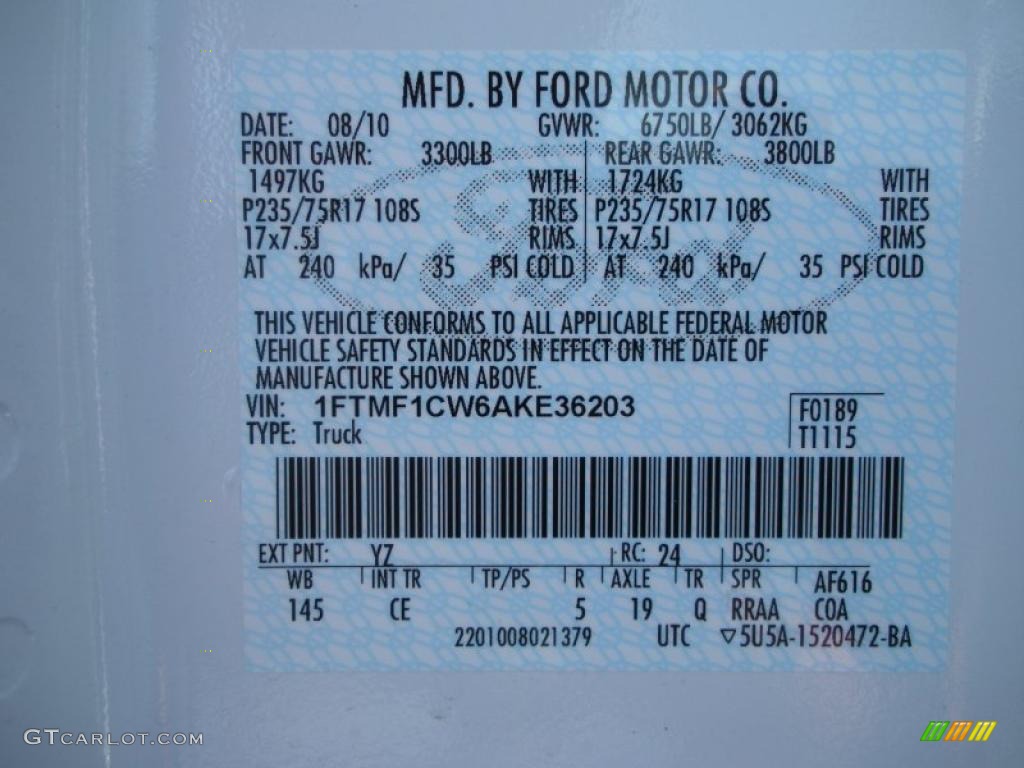 MFD. BY FORD MOTOR CO.
DATE: 08/10 GVWR: 6750LB/ 3062KG
FRONT GAWR: 3300LB REAR GAWR: 3800LB
1497KG WITH 1724KG WITH
P235/75R17 108S TIRES P235/75R17 108S TIRES
17x7.5J RIMS 17x7.5J RIMS
AT 240 kPa/ 35 PSI COLD AT 240 kPa/ 35 PSI COLD
Ford
THIS VEHICLE CONFORMS TO ALL APPLICABLE FEDERAL MOTOR
VEHICLE SAFETY STANDARDS IN EFFECT ON THE DATE OF
MANUFACTURE SHOWN ABOVE.
VIN: 1FTMF1CW6AKE36203 F0189
TYPE: Truck T1115
EXT PNT: YZ RC: 24 DSO:
WB INT TR TP/PS R AXLE TR SPR AF616
145 CE 5 19 Q RRAA COA
2201008021379 UTC ▽5U5A-1520472-BA
GTCARLOT.COM